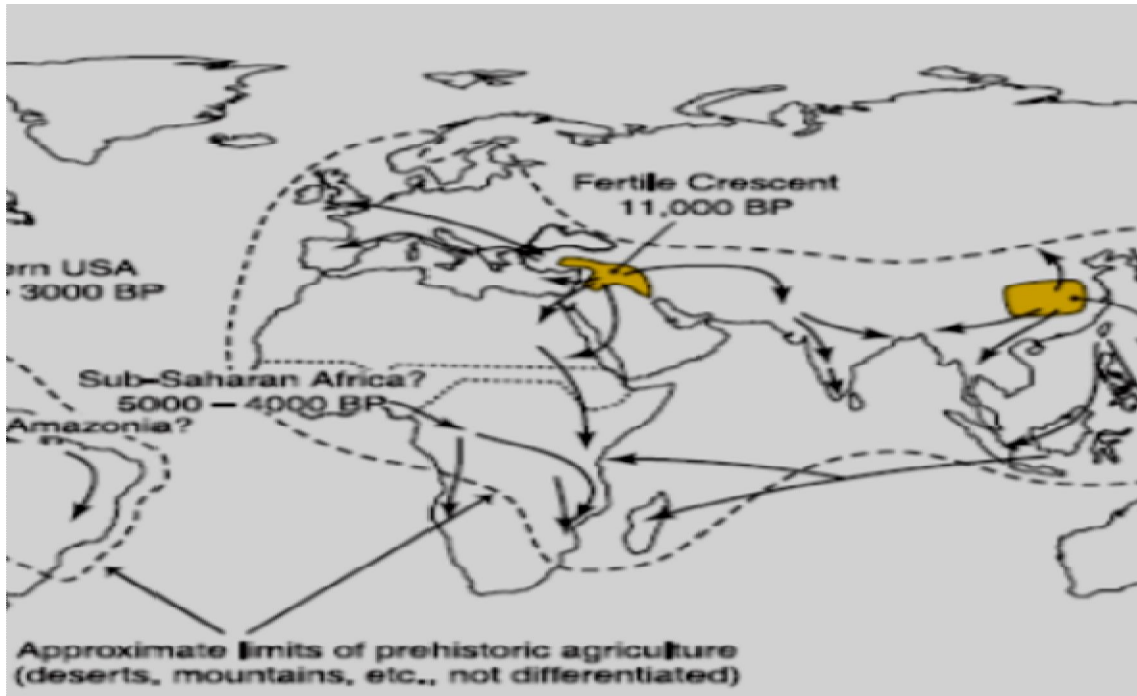 Fertile Crescent
11,000 BP
ern USA
- 3000 BP
Sub-Saharan Africa?
5000 – 4000 BP
Amazonia?
Approximate limits of prehistoric agriculture
(deserts, mountains, etc., not differentiated)